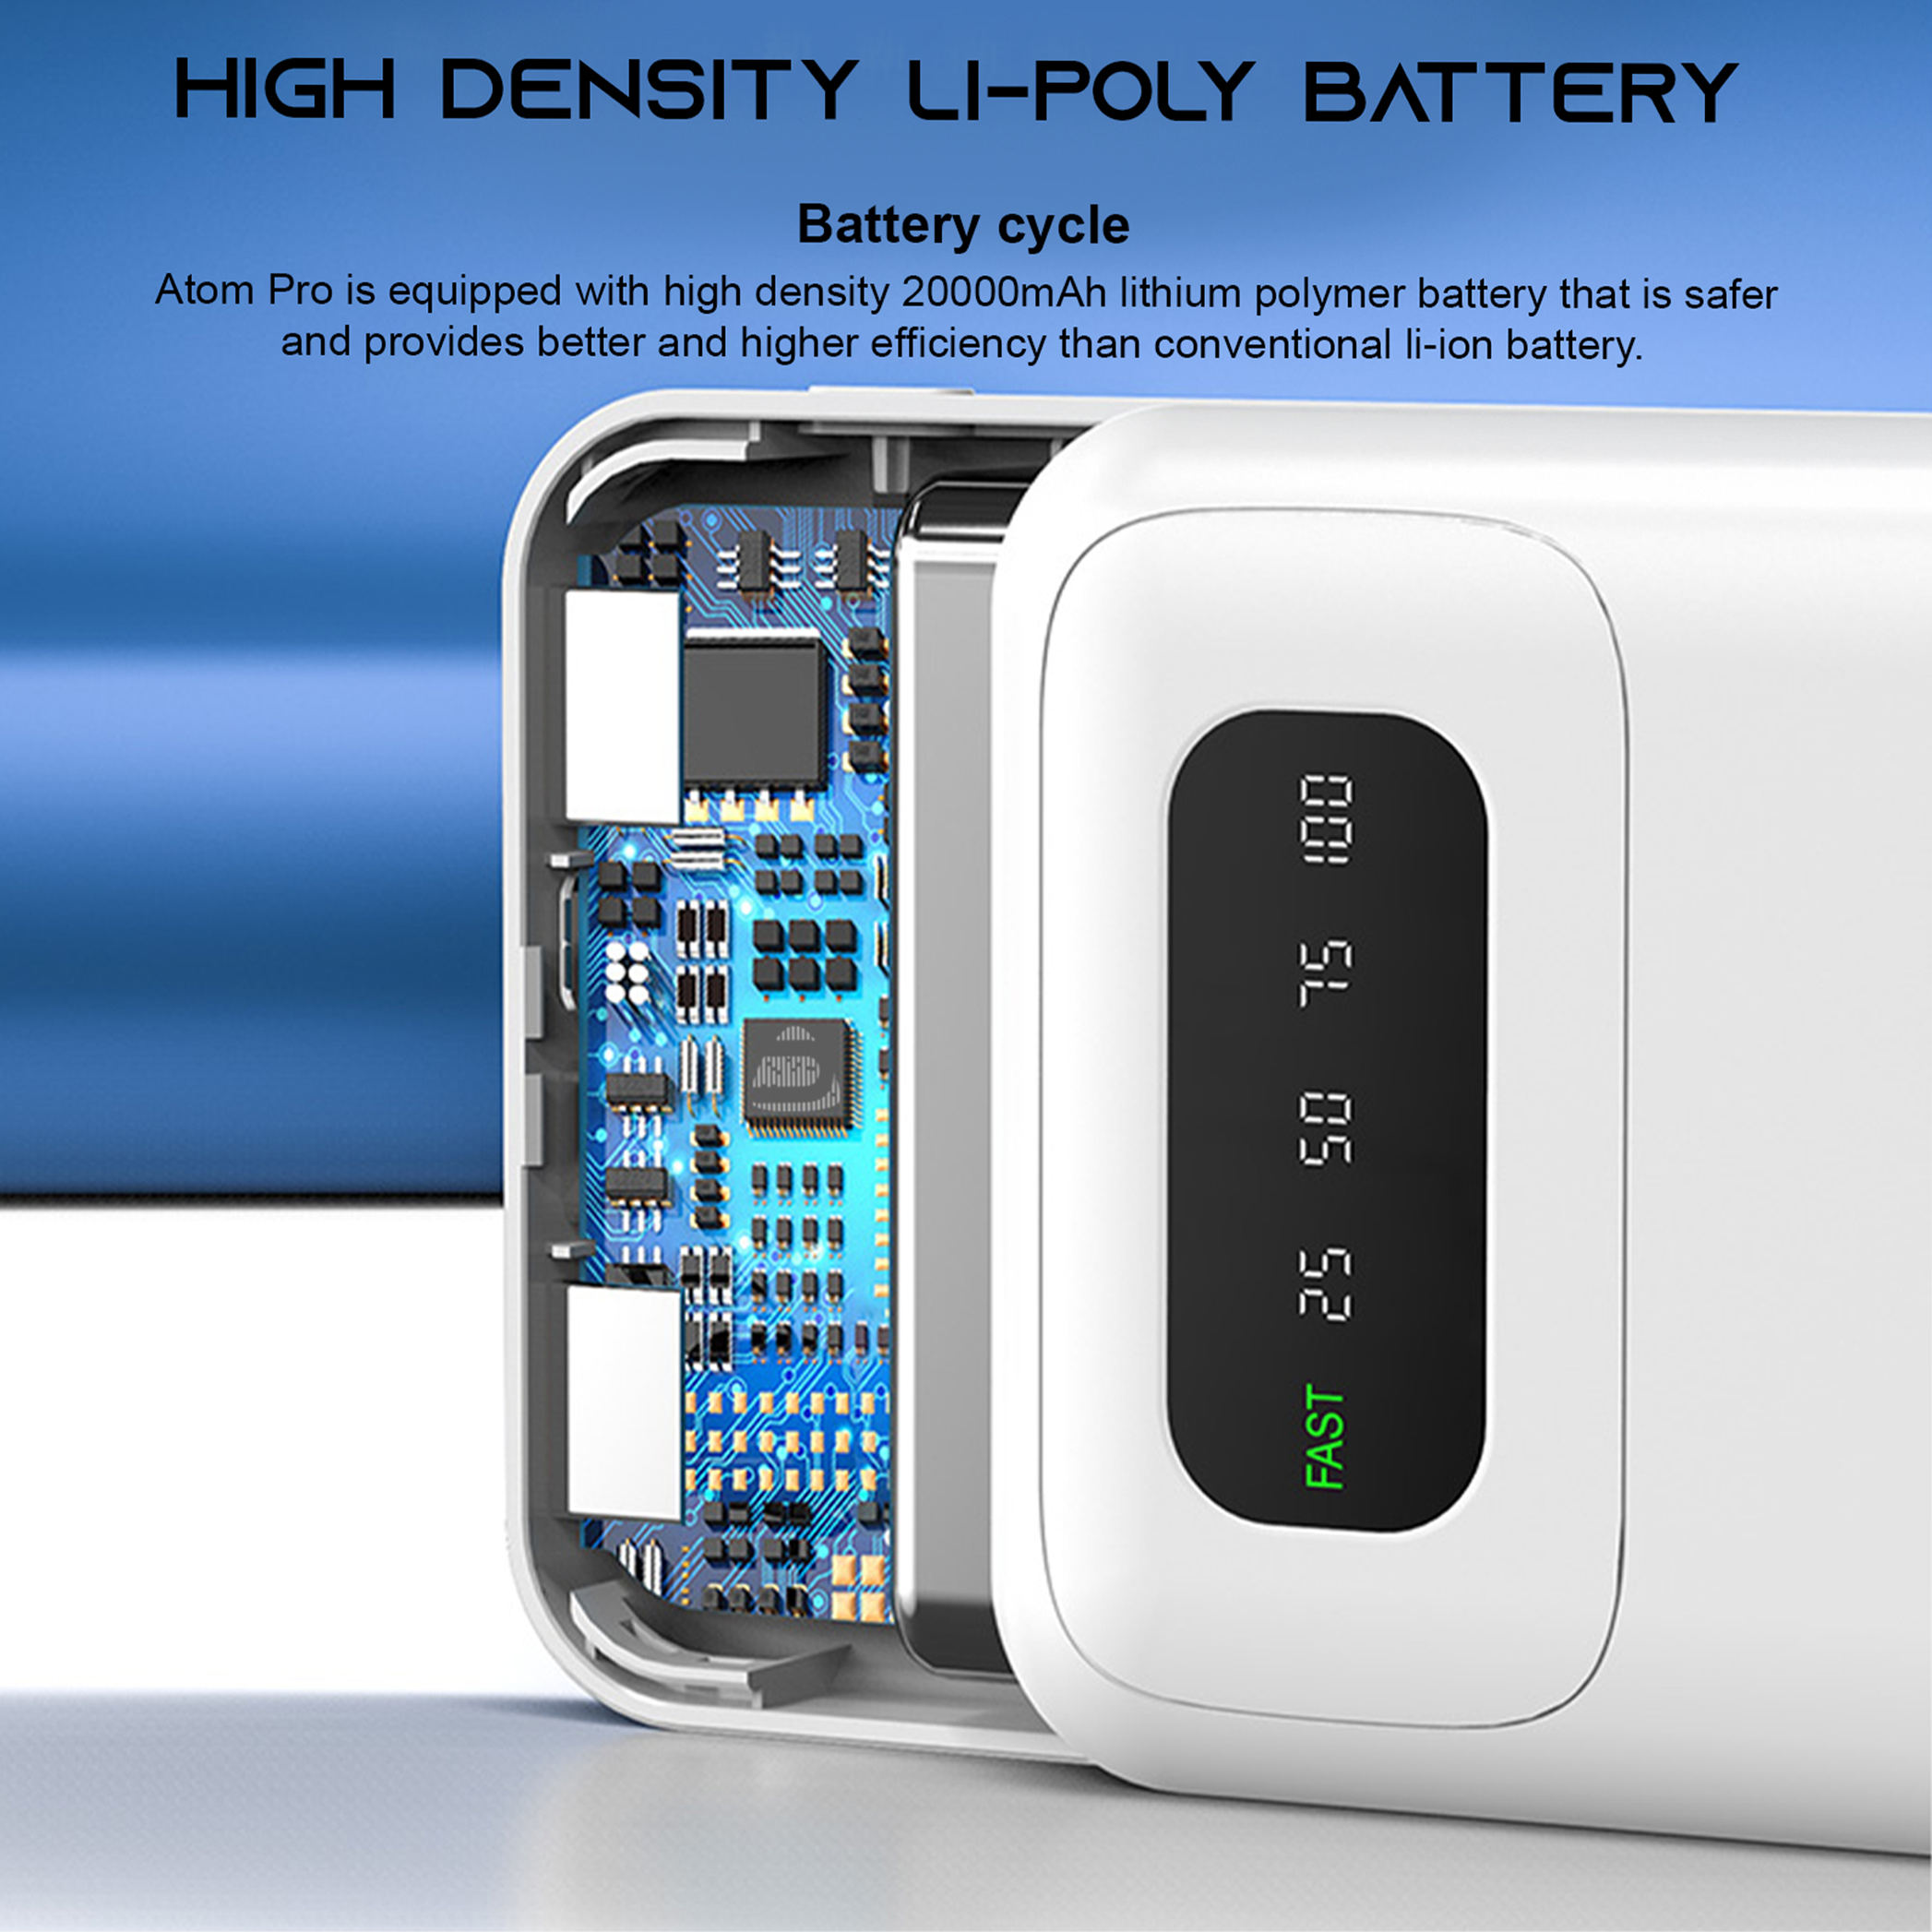 HIGH DENSITY LI-POLY BATTERY
Battery cycle
Atom Pro is equipped with high density 20000mAh lithium polymer battery that is safer
and provides better and higher efficiency than conventional li-ion battery.
FAST 25 50 75 100